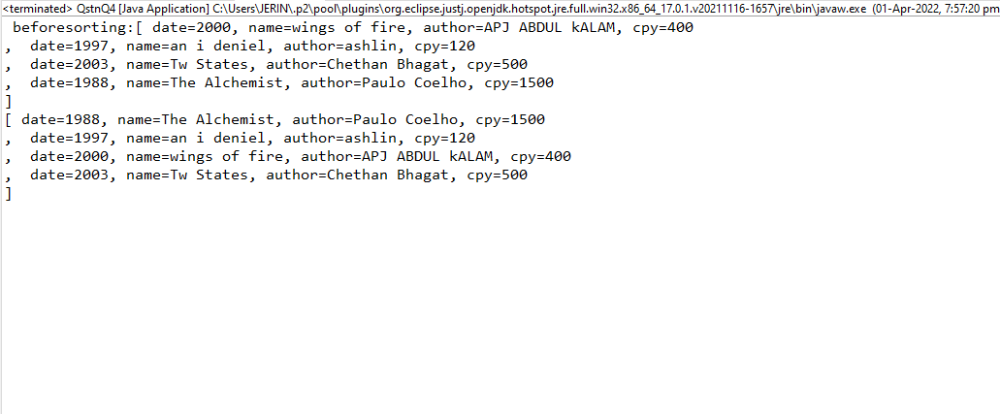 <terminated> QstnQ4 [Java Application] C:\Users\JERIN\.p2\pool\plugins\org.eclipse.justj.openjdk.hotspot.jre.full.win32.x86_64_17.0.1.v20211116-1657\jre\bin\javaw.exe (01-Apr-2022, 7:57:20 pm
beforesorting:[ date=2000, name=wings of fire, author=APJ ABDUL kALAM, cpy=400
,  date=1997, name=an i deniel, author=ashlin, cpy=120
,  date=2003, name=Tw States, author=Chethan Bhagat, cpy=500
,  date=1988, name=The Alchemist, author=Paulo Coelho, cpy=1500
]
[ date=1988, name=The Alchemist, author=Paulo Coelho, cpy=1500
,  date=1997, name=an i deniel, author=ashlin, cpy=120
,  date=2000, name=wings of fire, author=APJ ABDUL kALAM, cpy=400
,  date=2003, name=Tw States, author=Chethan Bhagat, cpy=500
]